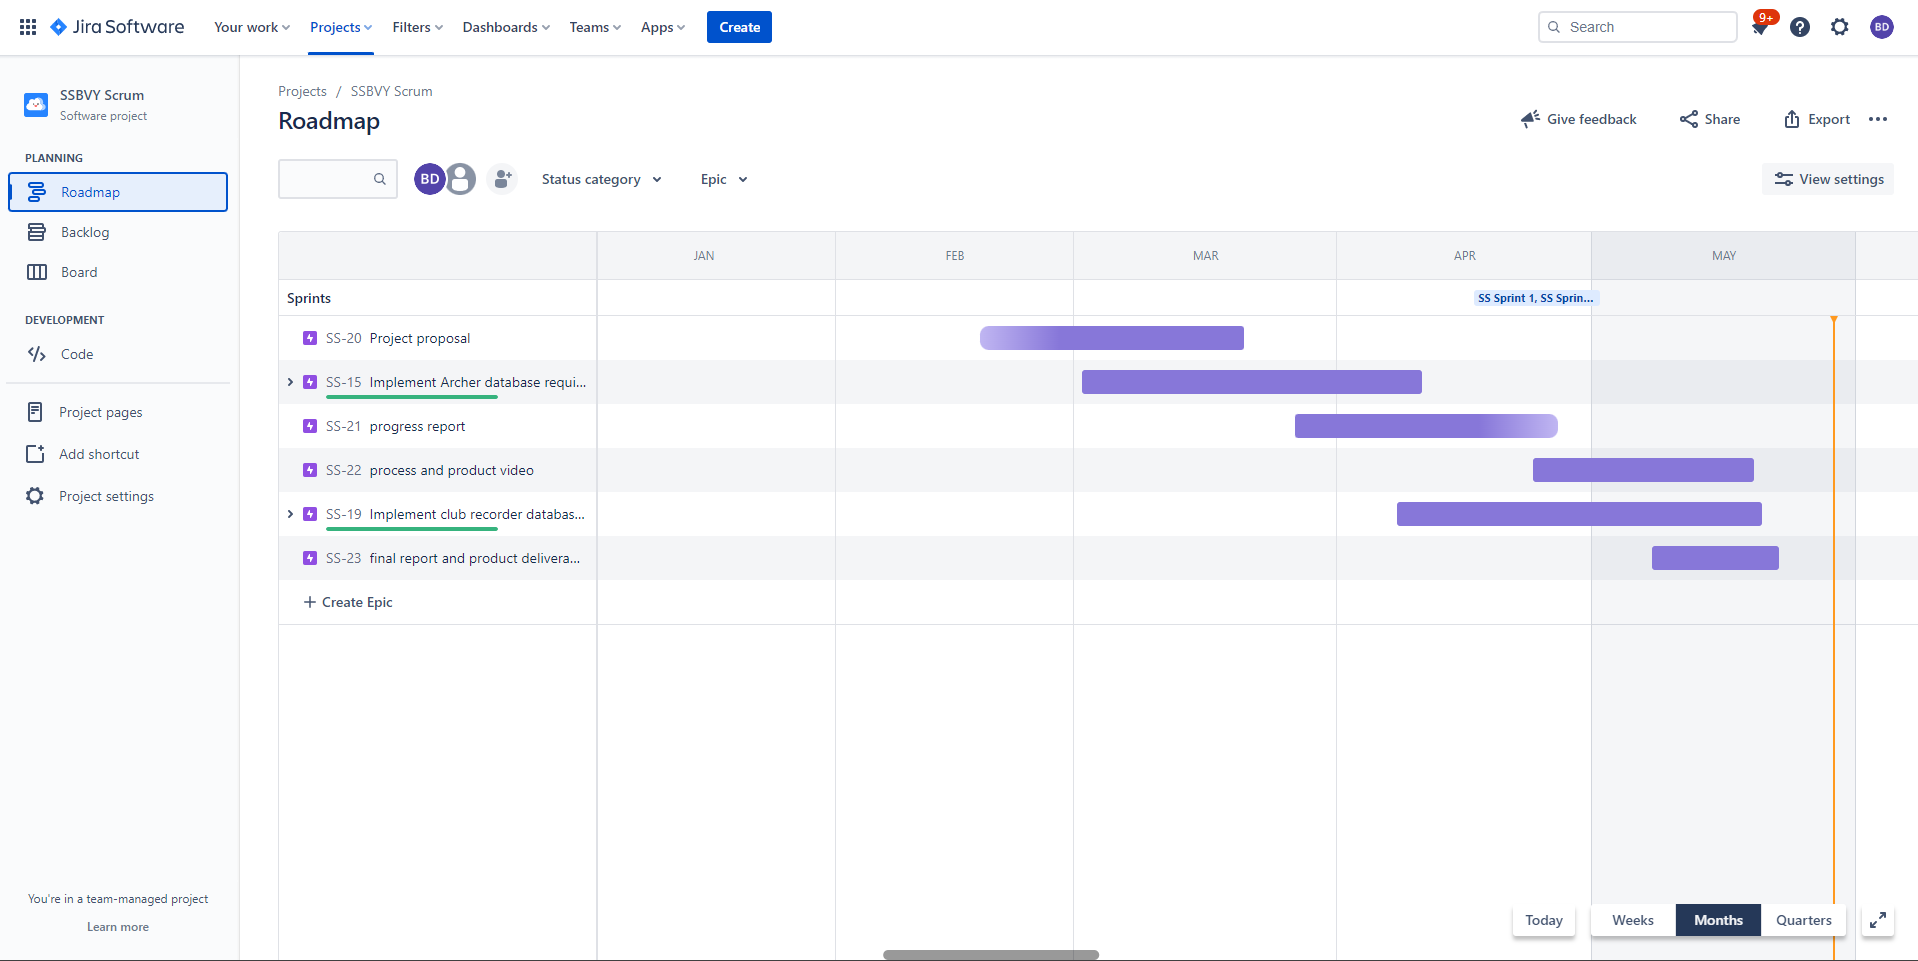 Jira Software
Your work
Projects
Filters
Dashboards
Teams
Apps
Create
Search
9+
BD
SSBVY Scrum
Software project
PLANNING
Roadmap
Backlog
Board
DEVELOPMENT
Code
Project pages
Add shortcut
Project settings
You're in a team-managed project
Learn more
Projects / SSBVY Scrum
Roadmap
Give feedback
Share
Export
BD
Status category
Epic
View settings
JAN
FEB
MAR
APR
MAY
Sprints
SS Sprint 1, SS Sprin...
SS-20 Project proposal
SS-15 Implement Archer database requi...
SS-21 progress report
SS-22 process and product video
SS-19 Implement club recorder databas...
SS-23 final report and product delivera...
+ Create Epic
Today
Weeks
Months
Quarters